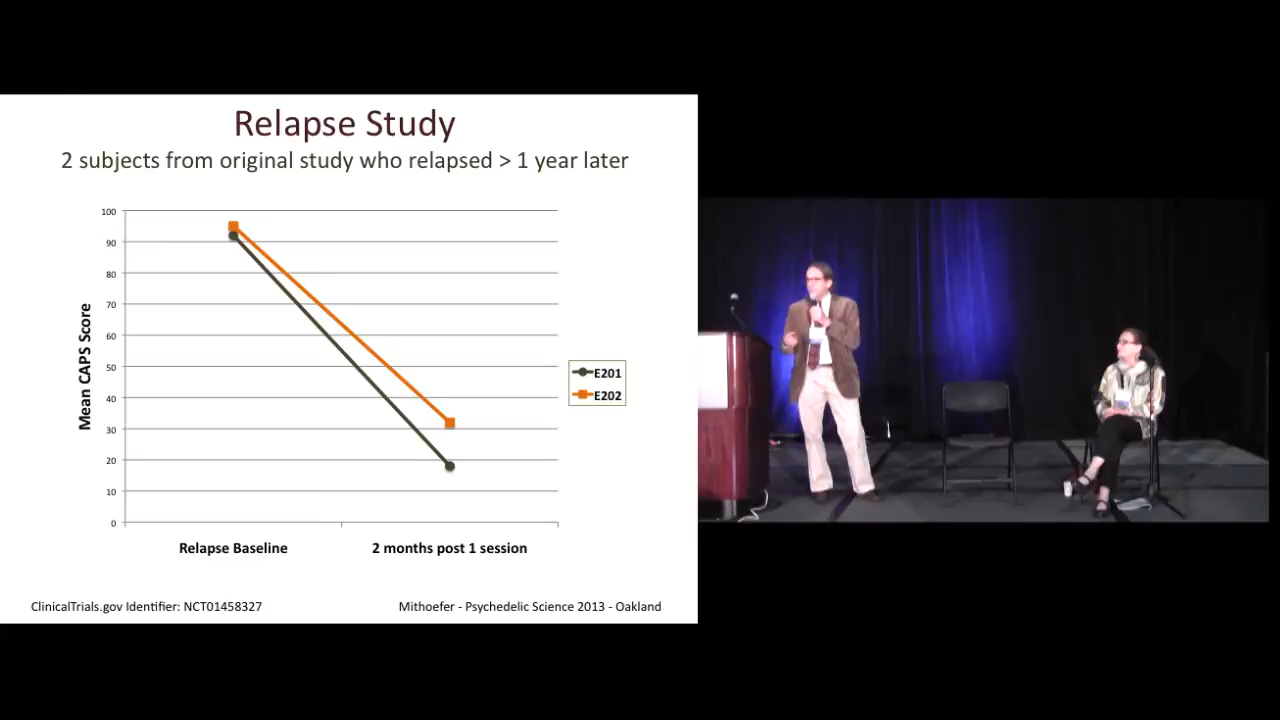 Relapse Study
2 subjects from original study who relapsed > 1 year later
100
90
80
70
60
50
40
30
20
10
0
Mean CAPS Score
E201
E202
Relapse Baseline
2 months post 1 session
ClinicalTrials.gov Identifier: NCT01458327
Mithoefer - Psychedelic Science 2013 - Oakland